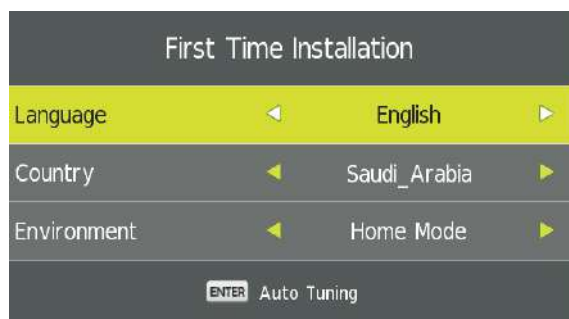 First Time Installation
Language English
Country Saudi_Arabia
Environment Home Mode
ENTER Auto Tuning